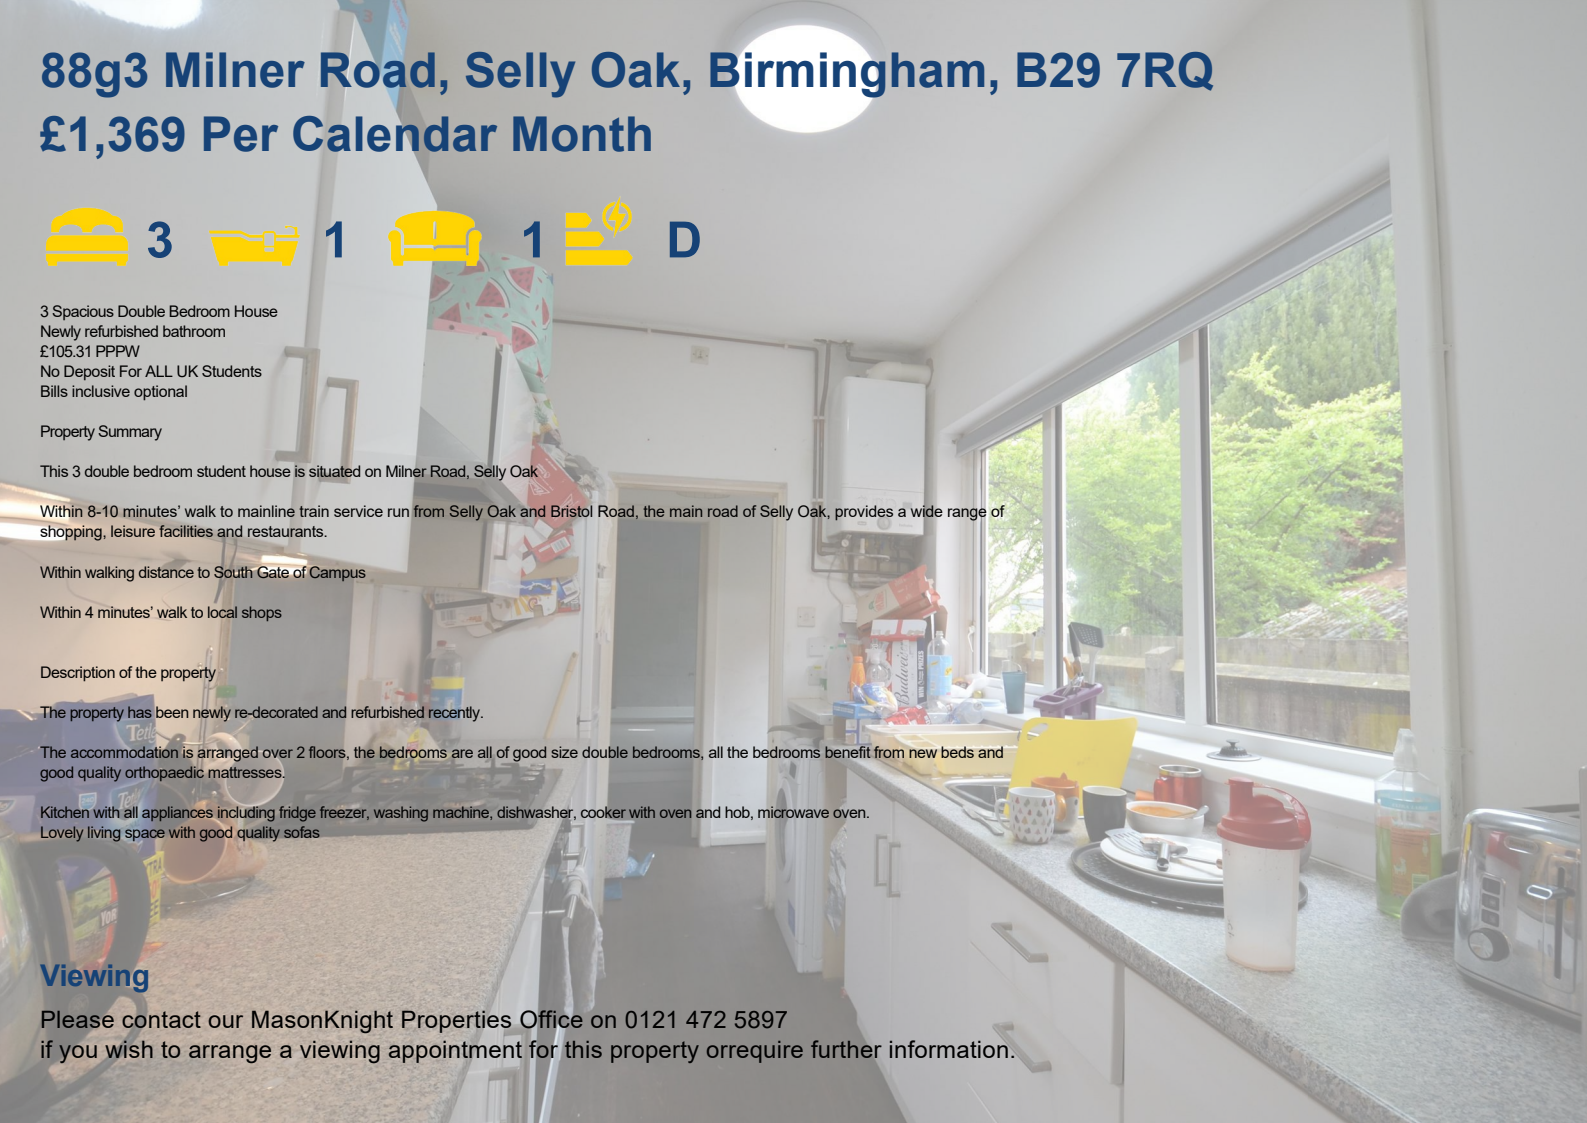 88g3 Milner Road, Selly Oak, Birmingham, B29 7RQ
£1,369 Per Calendar Month
3 1 1 D
3 Spacious Double Bedroom House
Newly refurbished bathroom
£105.31 PPPW
No Deposit For ALL UK Students
Bills inclusive optional
Property Summary
This 3 double bedroom student house is situated on Milner Road, Selly Oak
Within 8-10 minutes’ walk to mainline train service run from Selly Oak and Bristol Road, the main road of Selly Oak, provides a wide range of
shopping, leisure facilities and restaurants.
Within walking distance to South Gate of Campus
Within 4 minutes’ walk to local shops
Description of the property
The property has been newly re-decorated and refurbished recently.
The accommodation is arranged over 2 floors, the bedrooms are all of good size double bedrooms, all the bedrooms benefit from new beds and
good quality orthopaedic mattresses.
Kitchen with all appliances including fridge freezer, washing machine, dishwasher, cooker with oven and hob, microwave oven.
Lovely living space with good quality sofas
Budweiser
Viewing
Please contact our MasonKnight Properties Office on 0121 472 5897
if you wish to arrange a viewing appointment for this property orrequire further information.